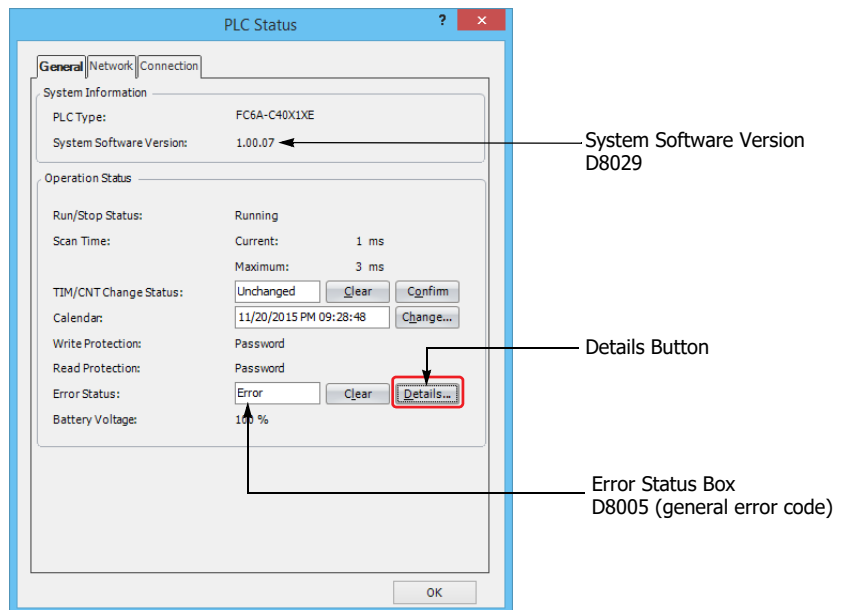 PLC Status
? ×
General Network Connection
System Information
PLC Type: FC6A-C40X1XE
System Software Version: 1.00.07
System Software Version
D8029
Operation Status
Run/Stop Status: Running
Scan Time: Current: 1 ms
Maximum: 3 ms
TIM/CNT Change Status: Unchanged Clear Confirm
Calendar: 11/20/2015 PM 09:28:48 Change...
Write Protection: Password
Details Button
Read Protection: Password
Error Status: Error Clear Details...
Battery Voltage: 100 %
Error Status Box
D8005 (general error code)
OK